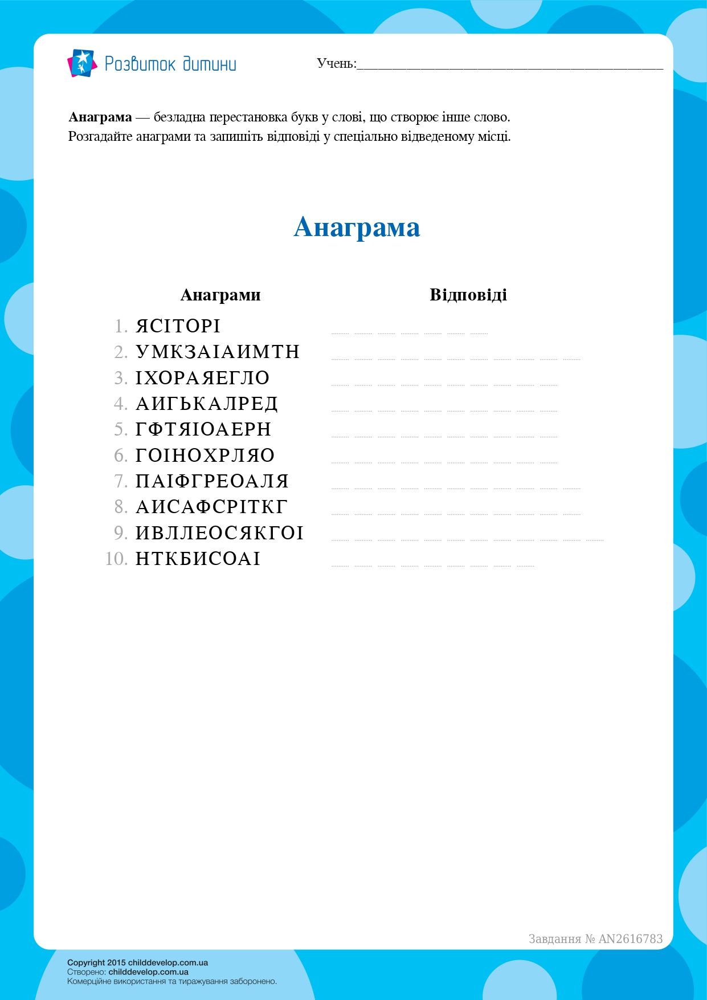 Розвиток дитини
Учень:___________________________________________
Анаграма — безладна перестановка букв у слові, що створює інше слово.
Розгадайте анаграми та запишіть відповіді у спеціально відведеному місці.
Анаграма
Анаграми Відповіді
1. ЯСІТОРІ
2. УМКЗАІАИМТН
3. ІХОРАЯЕГЛО
4. АИГЬКАЛРЕД
5. ГФТЯІОАЕРН
6. ГОІНОХРЛЯО
7. ПАІФГРЕОАЛЯ
8. АИСАФСРІТКГ
9. ИВЛЛЕОСЯКГОІ
10. НТКБИСОАІ
Завдання № AN2616783
Copyright 2015 childdevelop.com.ua
Створено: childdevelop.com.ua
Комерційне використання та тиражування заборонено.